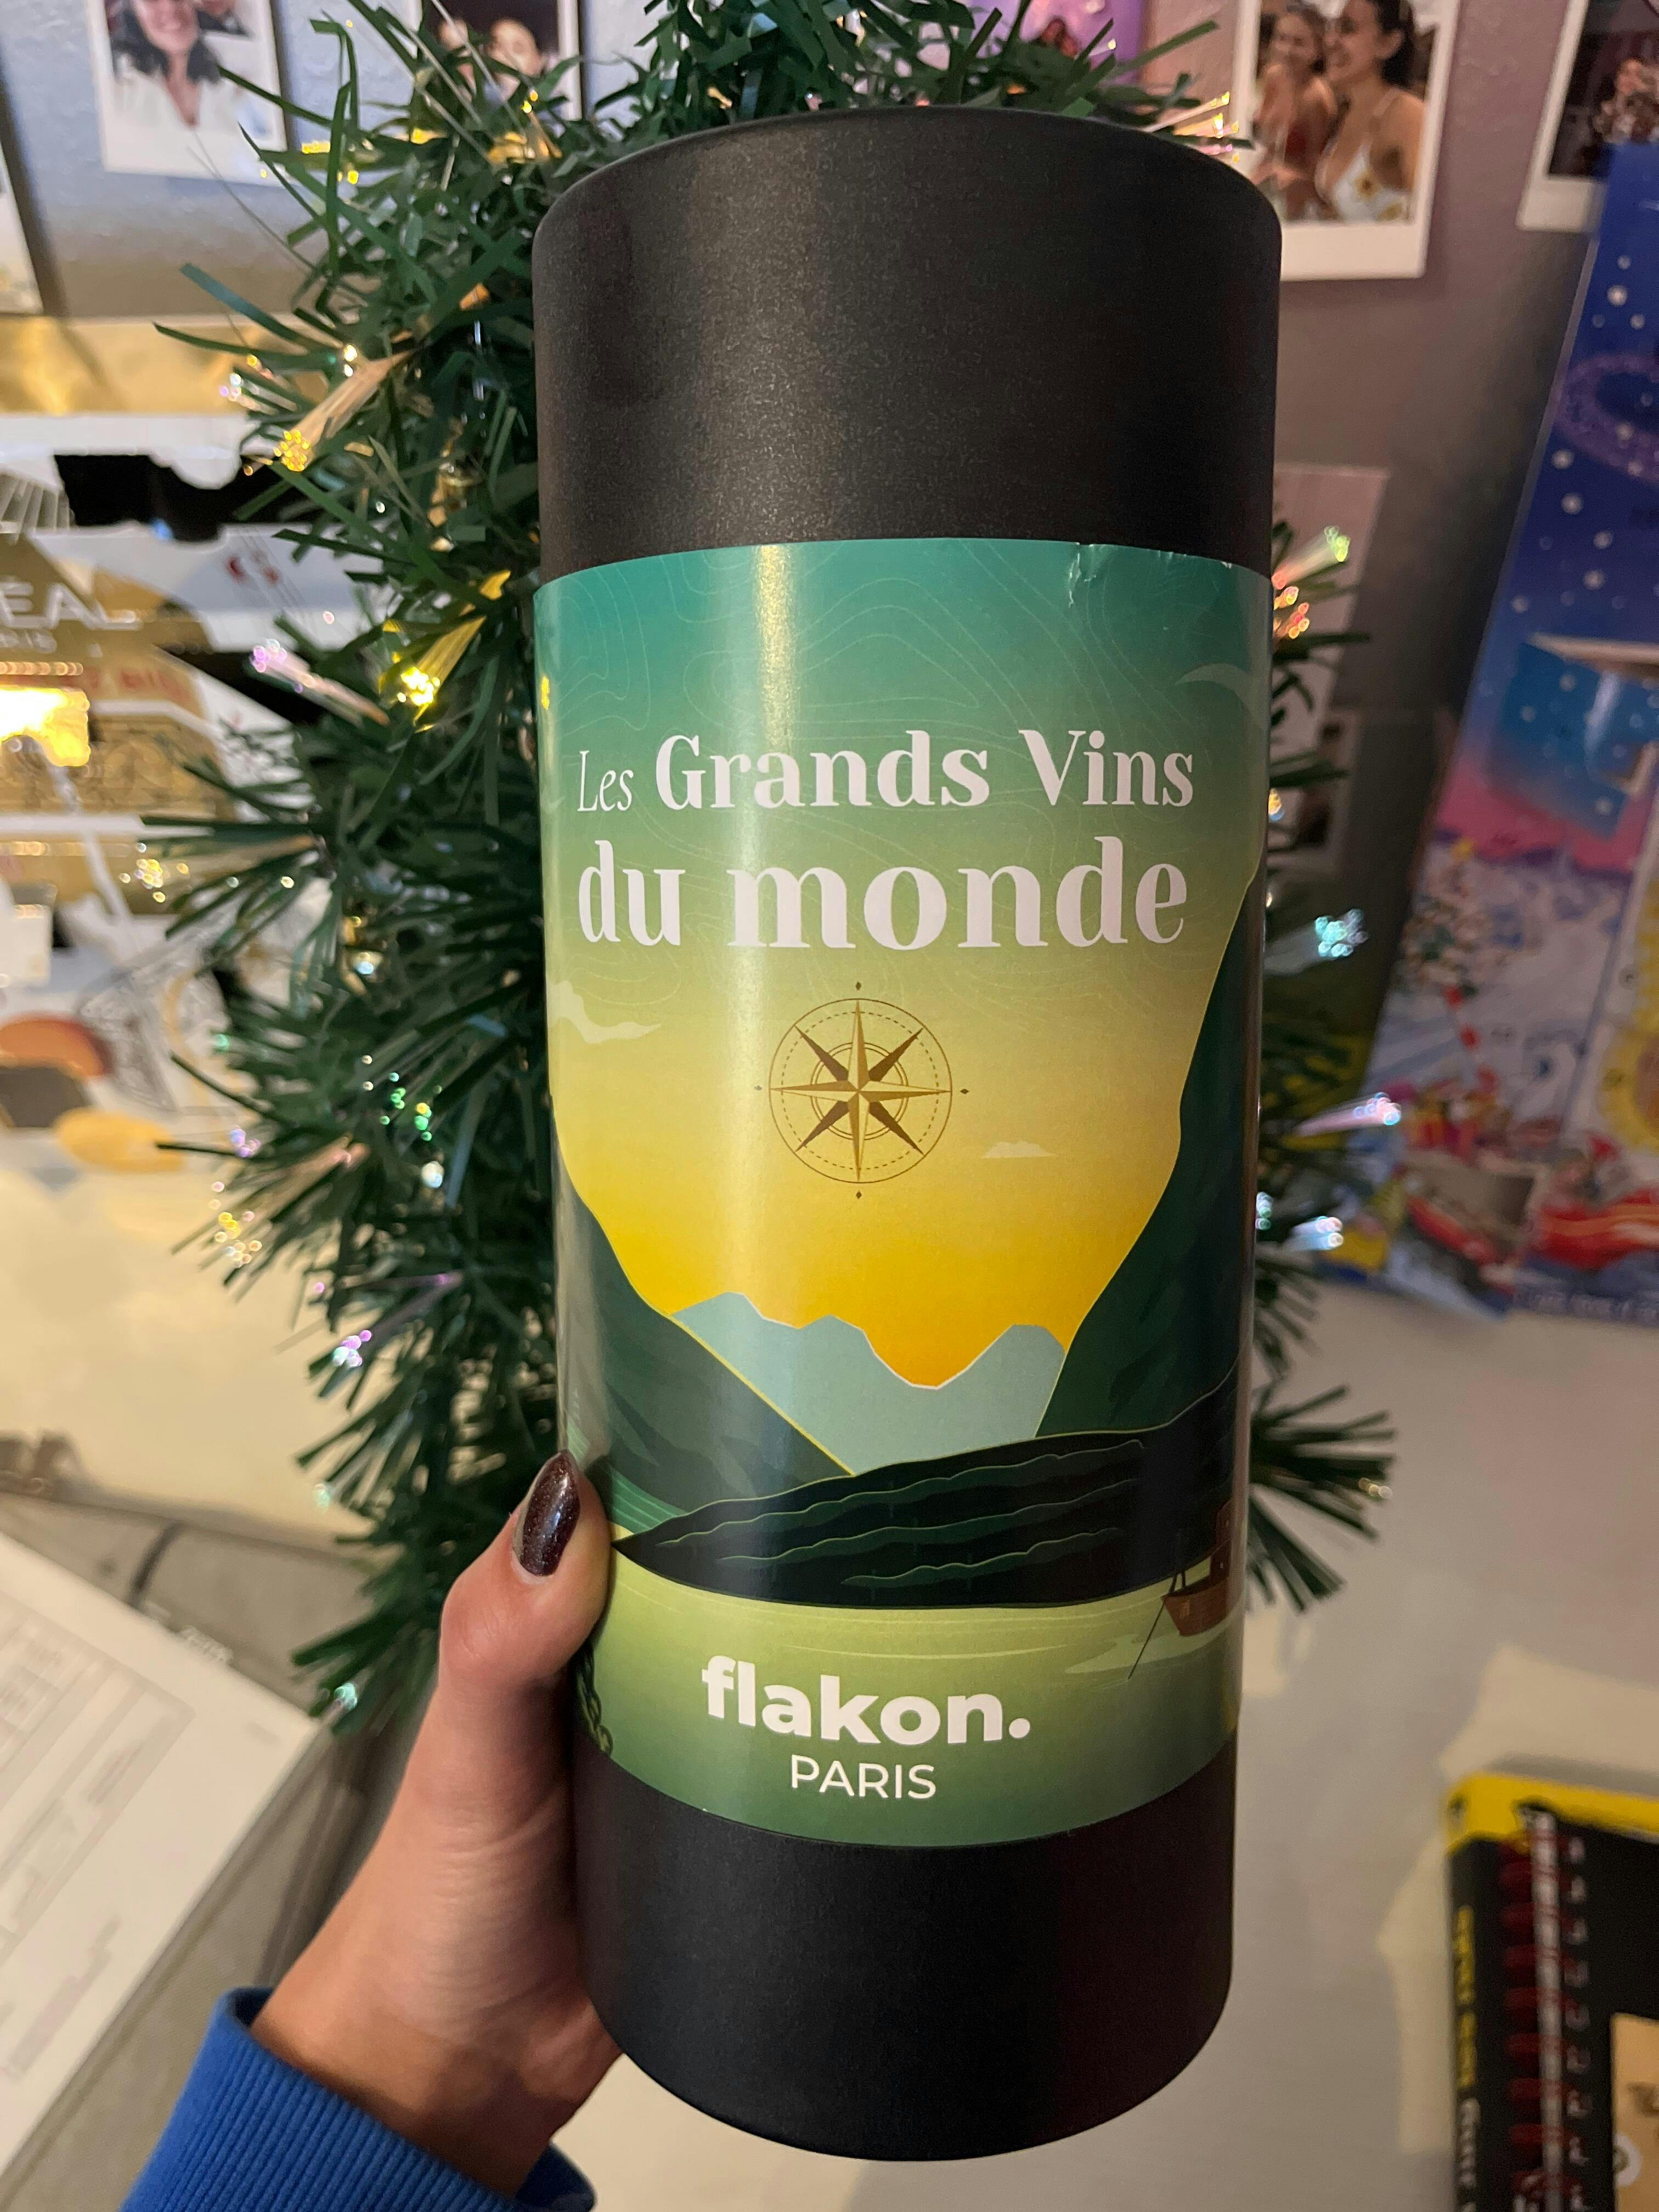 Les Grands Vins
du monde
flakon.
PARIS